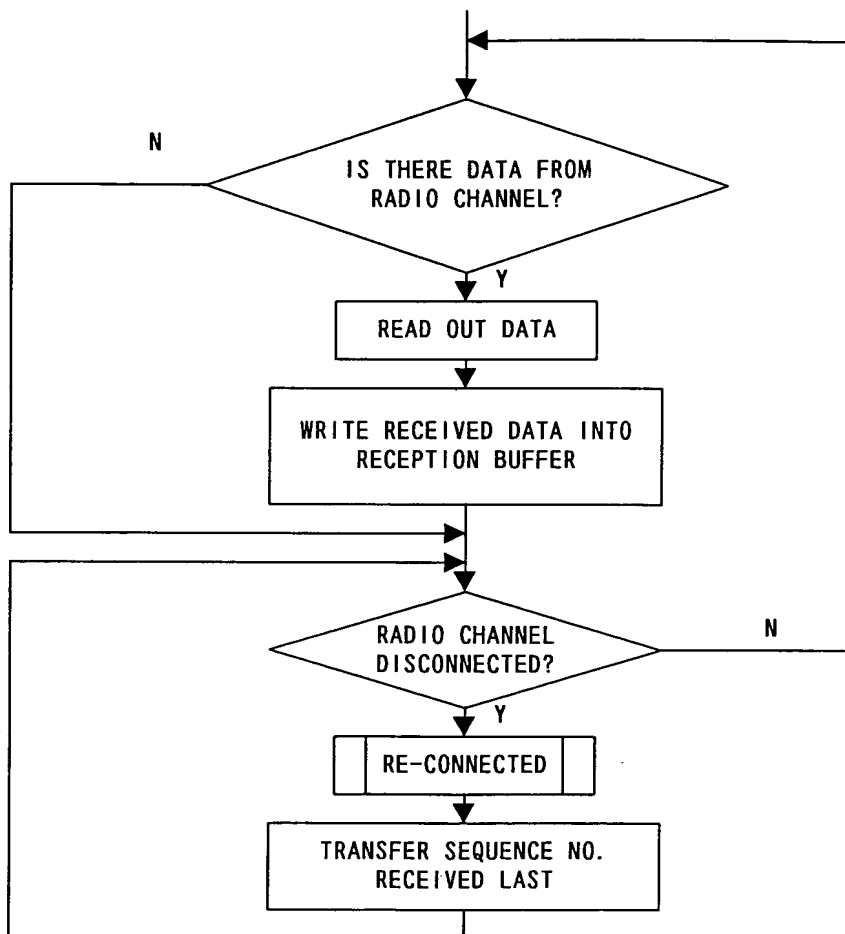 N
IS THERE DATA FROM
RADIO CHANNEL?
Y
READ OUT DATA
WRITE RECEIVED DATA INTO
RECEPTION BUFFER
RADIO CHANNEL
DISCONNECTED?
N
Y
RE-CONNECTED
TRANSFER SEQUENCE NO.
RECEIVED LAST